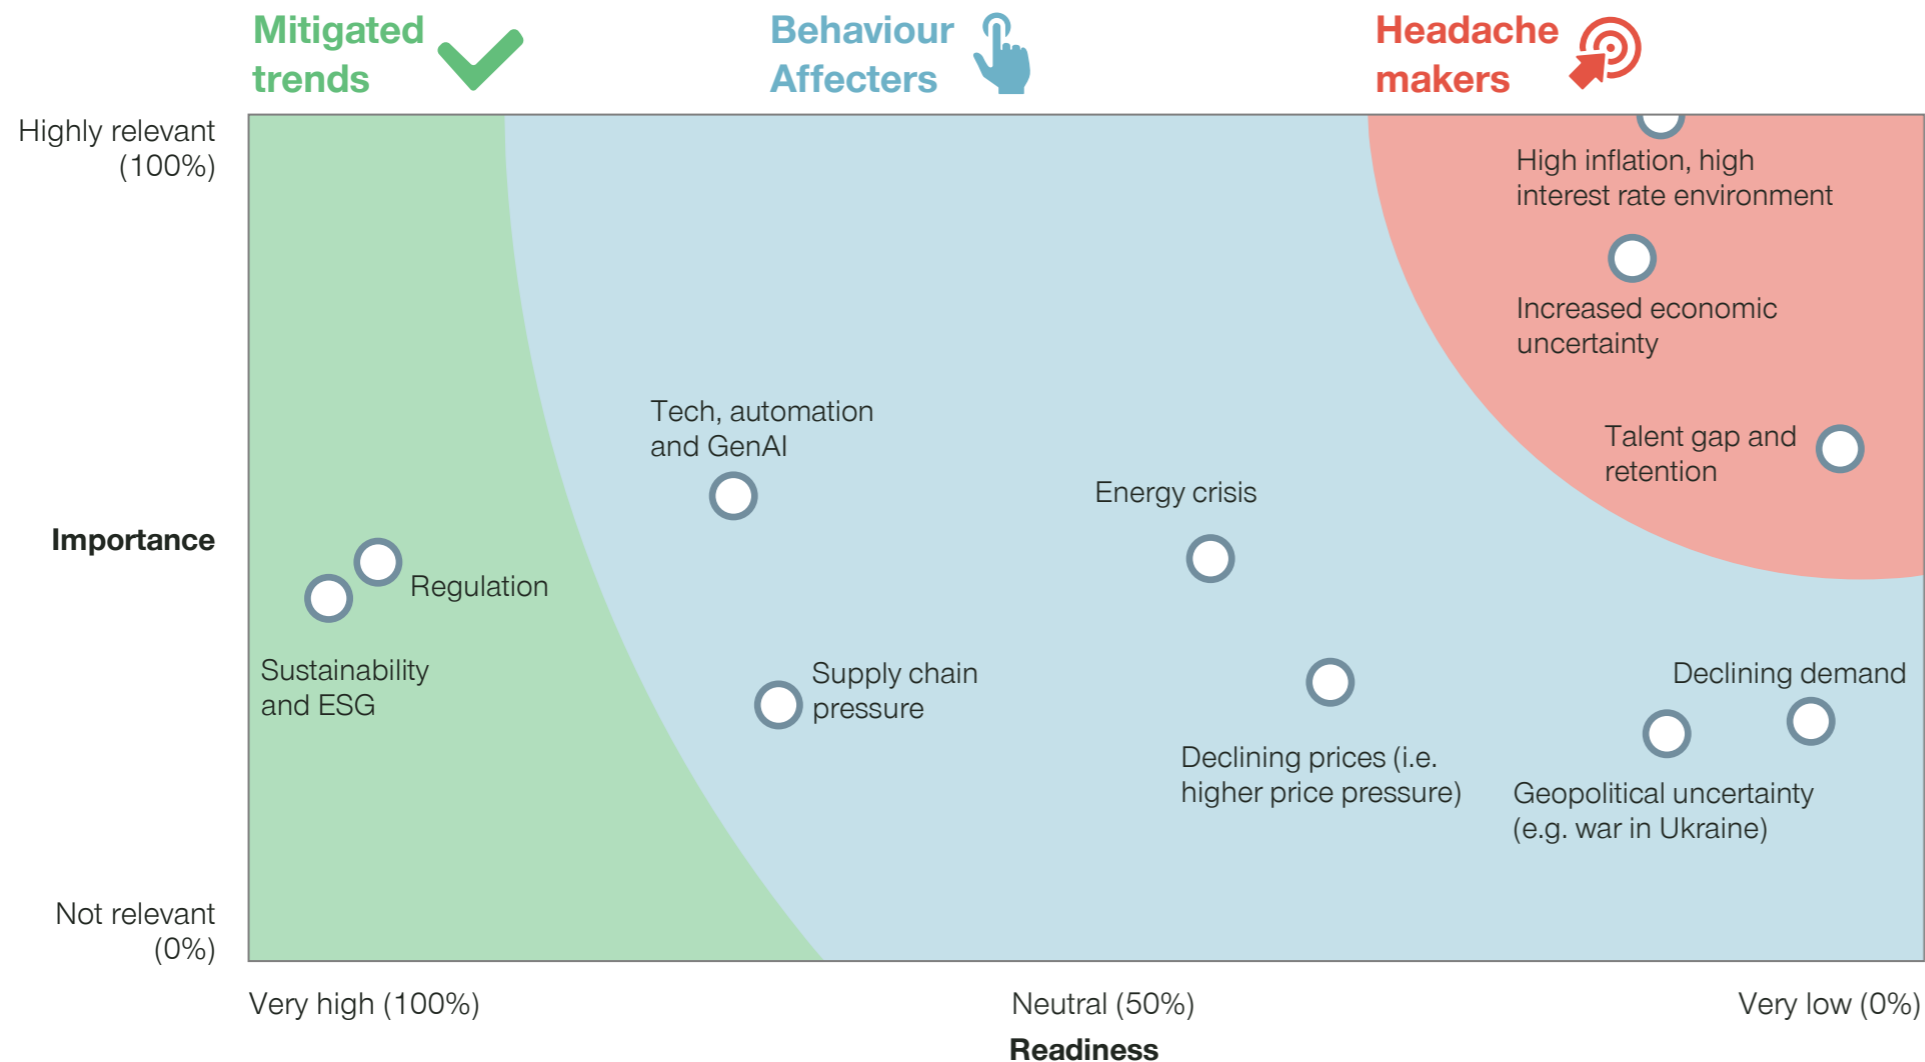 Mitigated
trends
Behaviour
Affecters
Headache
makers
Highly relevant
(100%)
High inflation, high
interest rate environment
Increased economic
uncertainty
Tech, automation
and GenAI
Talent gap and
retention
Energy crisis
Importance
Regulation
Sustainability
and ESG
Supply chain
pressure
Declining demand
Declining prices (i.e.
higher price pressure)
Geopolitical uncertainty
(e.g. war in Ukraine)
Not relevant
(0%)
Very high (100%)
Neutral (50%)
Very low (0%)
Readiness